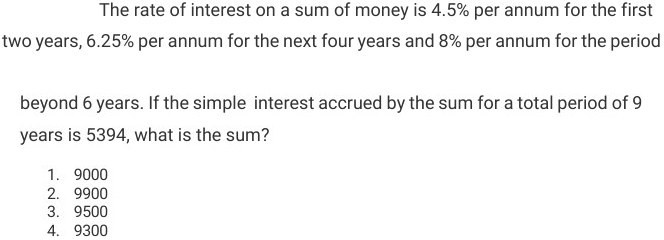 The rate of interest on a sum of money is 4.5% per annum for the first
two years, 6.25% per annum for the next four years and 8% per annum for the period
beyond 6 years. If the simple interest accrued by the sum for a total period of 9
years is 5394, what is the sum?
1. 9000
2. 9900
3. 9500
4. 9300